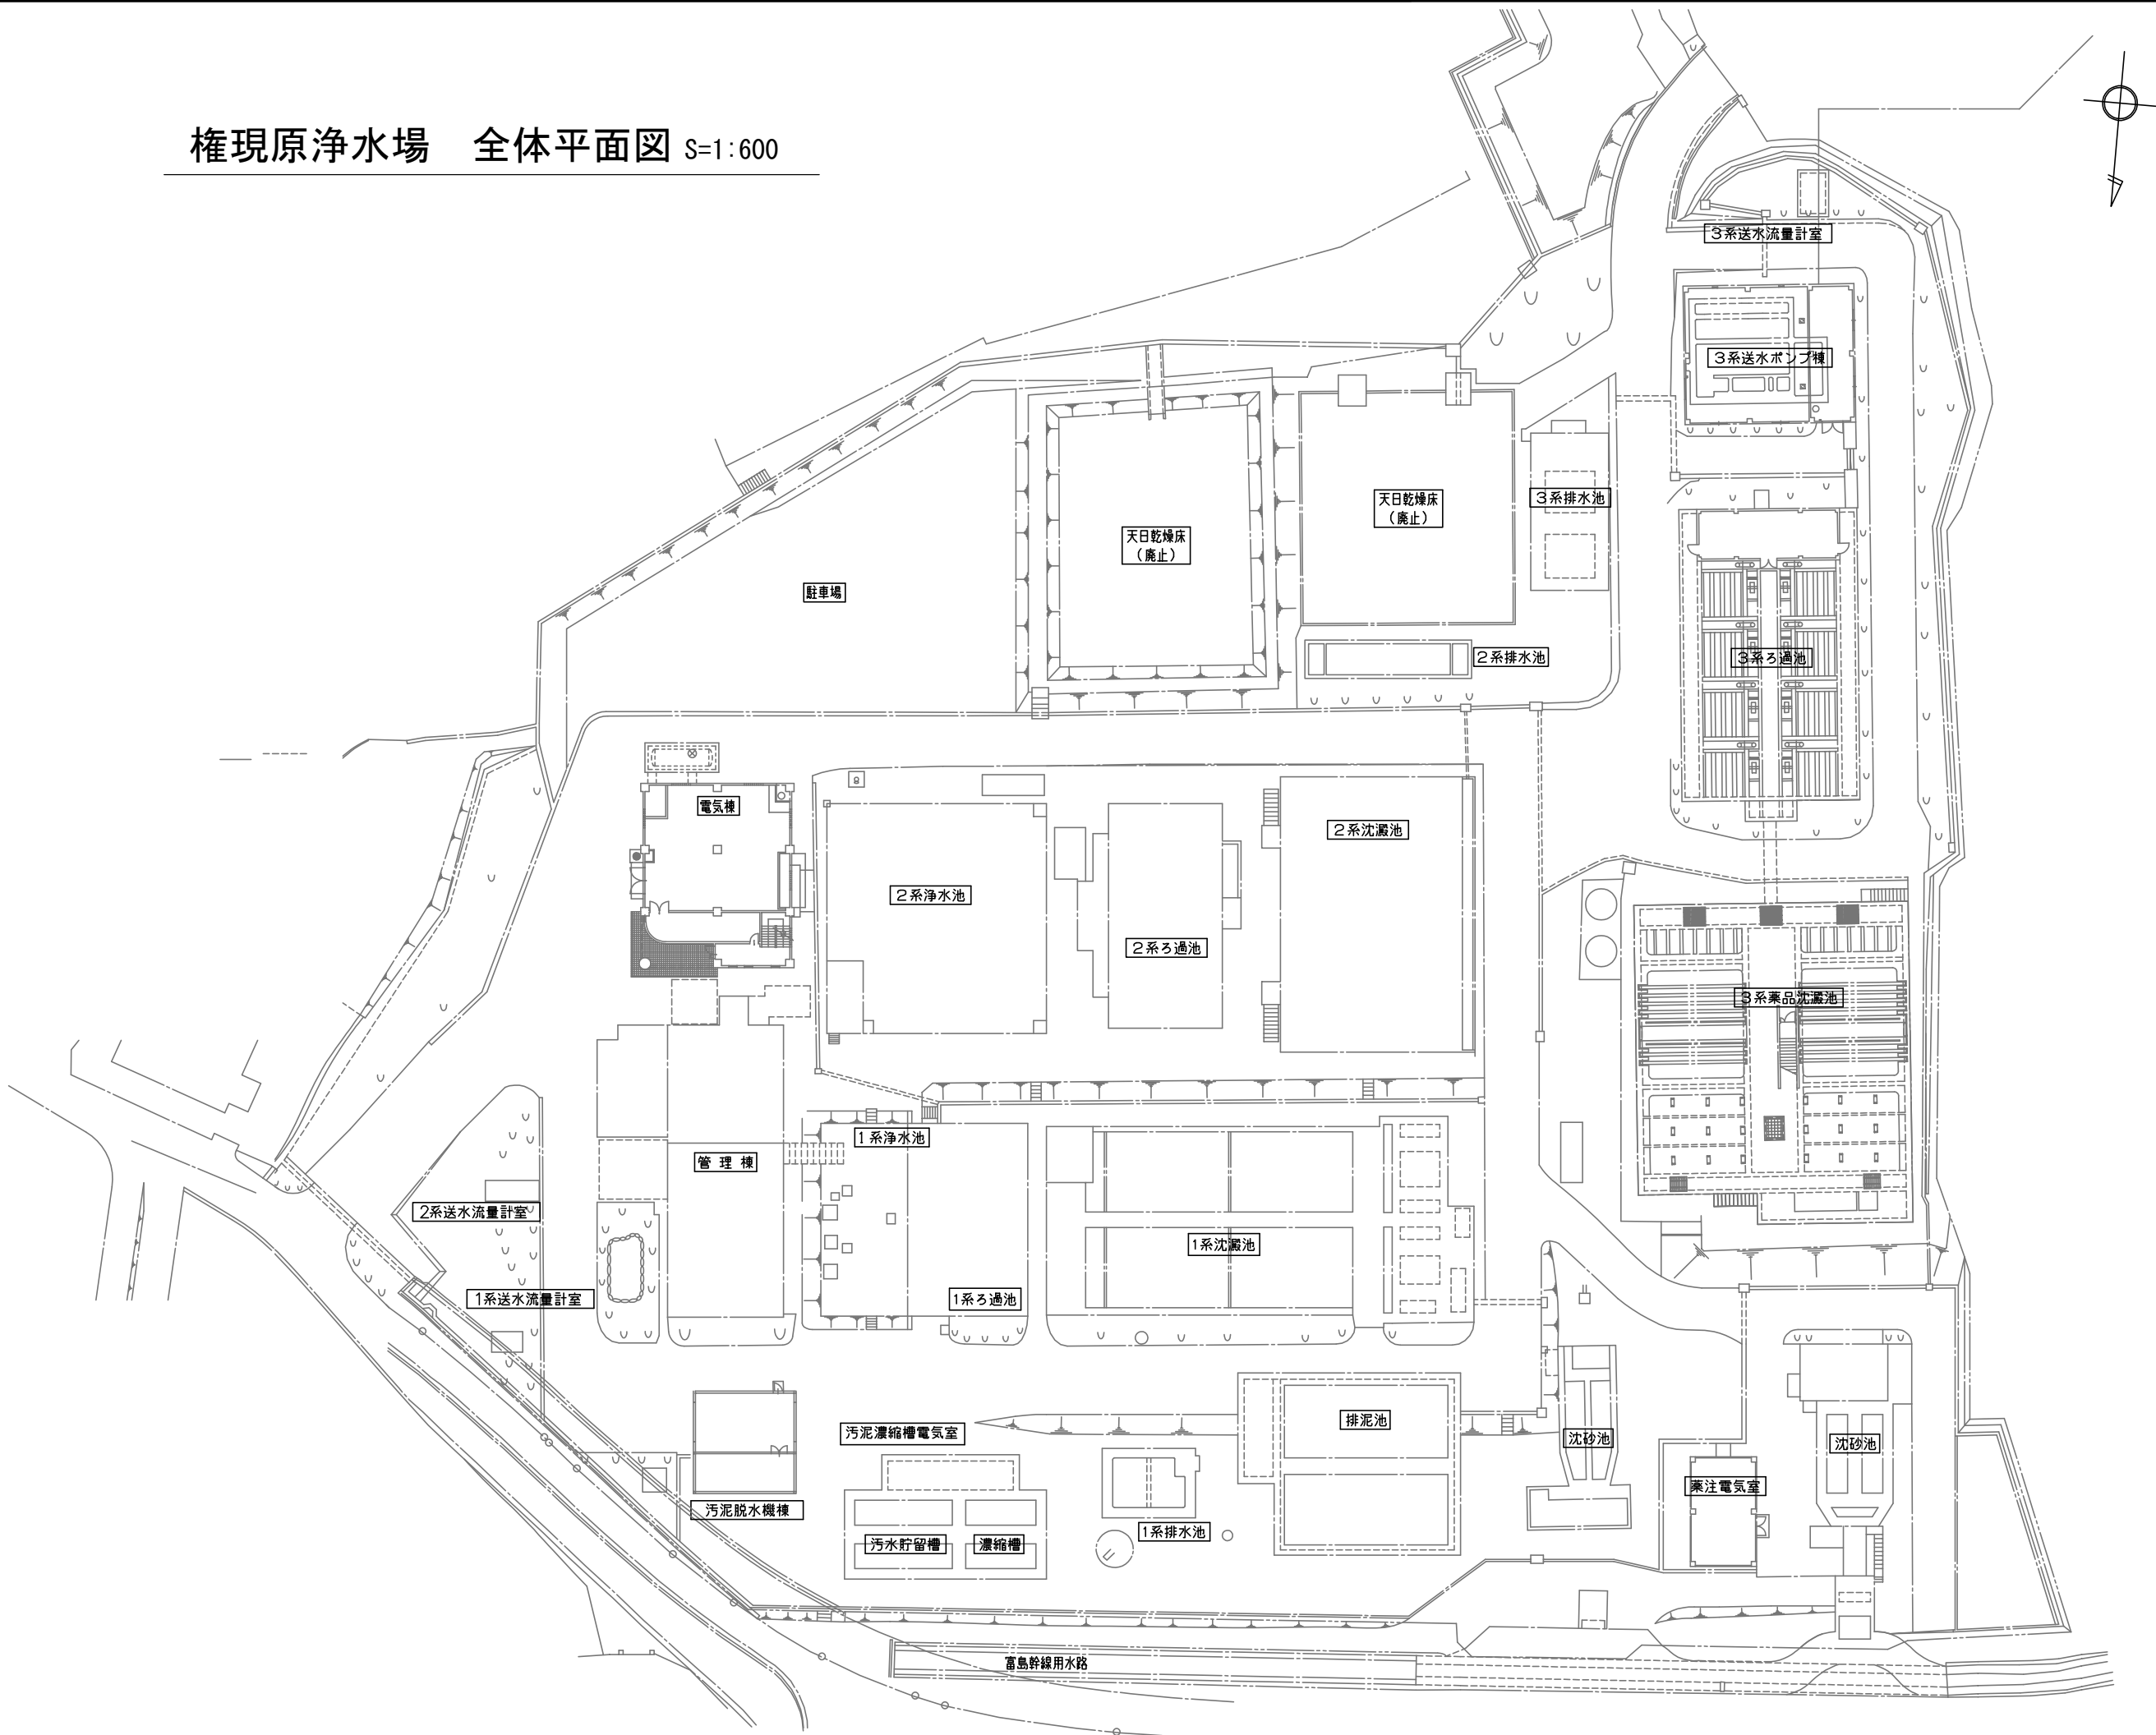 権現原浄水場　全体平面図 S=1:600
3系送水流量計室
3系送水ポンプ棟
天日乾燥床
(廃止)
3系排水池
天日乾燥床
(廃止)
駐車場
2系排水池
3系ろ過池
電気棟
2系沈澱池
2系浄水池
2系ろ過池
3系薬品沈澱池
1系浄水池
管理棟
2系送水流量計室
1系沈澱池
1系送水流量計室
1系ろ過池
汚泥濃縮槽電気室
排泥池
沈砂池
沈砂池
薬注電気室
汚泥脱水機棟
1系排水池
汚水貯留槽
濃縮槽
富島幹線用水路